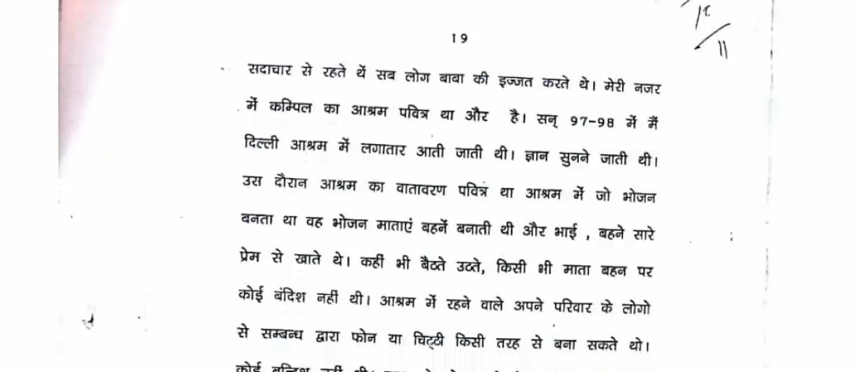 19
सदाचार से रहते थें सब लोग बाबा की इज्जत करते थे। मेरी नजर
में कम्पिल का आश्रम पवित्र था और है। सन् 97-98 में मैं
दिल्ली आश्रम में लगातार आती जाती थी। ज्ञान सुनने जाती थी।
उस दौरान आश्रम का वातावरण पवित्र था आश्रम में जो भोजन
बनता था वह भोजन माताएं बहनें बनाती थी और भाई , बहने सारे
प्रेम से खाते थे। कहीं भी बैठते उठते, किसी भी माता बहन पर
कोई बंदिश नहीं थी। आश्रम में रहने वाले अपने परिवार के लोगो
से सम्बन्ध द्वारा फोन या चिट्ठी किसी तरह से बना सकते थो।